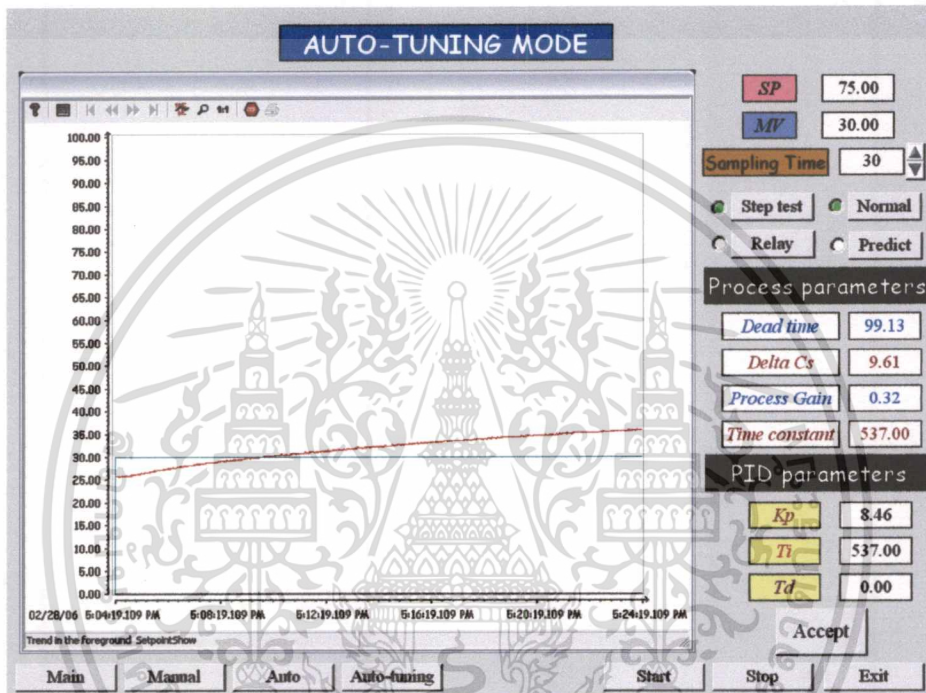 AUTO-TUNING MODE
SP 75.00
MV 30.00
Sampling Time 30
Step test Normal
Relay Predict
Process parameters
Dead time 99.13
Delta Cs 9.61
Process Gain 0.32
Time constant 537.00
PID parameters
Kp 8.46
Ti 537.00
Td 0.00
Accept
100.00
95.00
90.00
85.00
80.00
75.00
70.00
65.00
60.00
55.00
50.00
45.00
40.00
35.00
30.00
25.00
20.00
15.00
10.00
5.00
0.00
02/28/06 5:04:19.109 PM 5:08:19.109 PM 5:12:19.109 PM 5:16:19.109 PM 5:20:19.109 PM 5:24:19.109 PM
Trend in the foreground SetpointShow
Main Manual Auto Auto-tuning Start Stop Exit